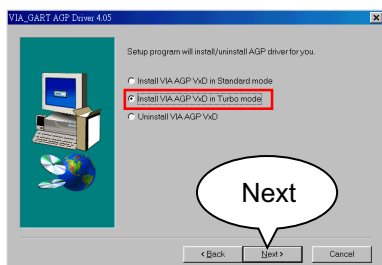 VIA_GART AGP Driver 4.05
Setup program will install/uninstall AGP driver for you.
Install VIA AGP VxD in Standard mode
Install VIA AGP VxD in Turbo mode
Uninstall VIA AGP VxD
Next
< Back
Next >
Cancel